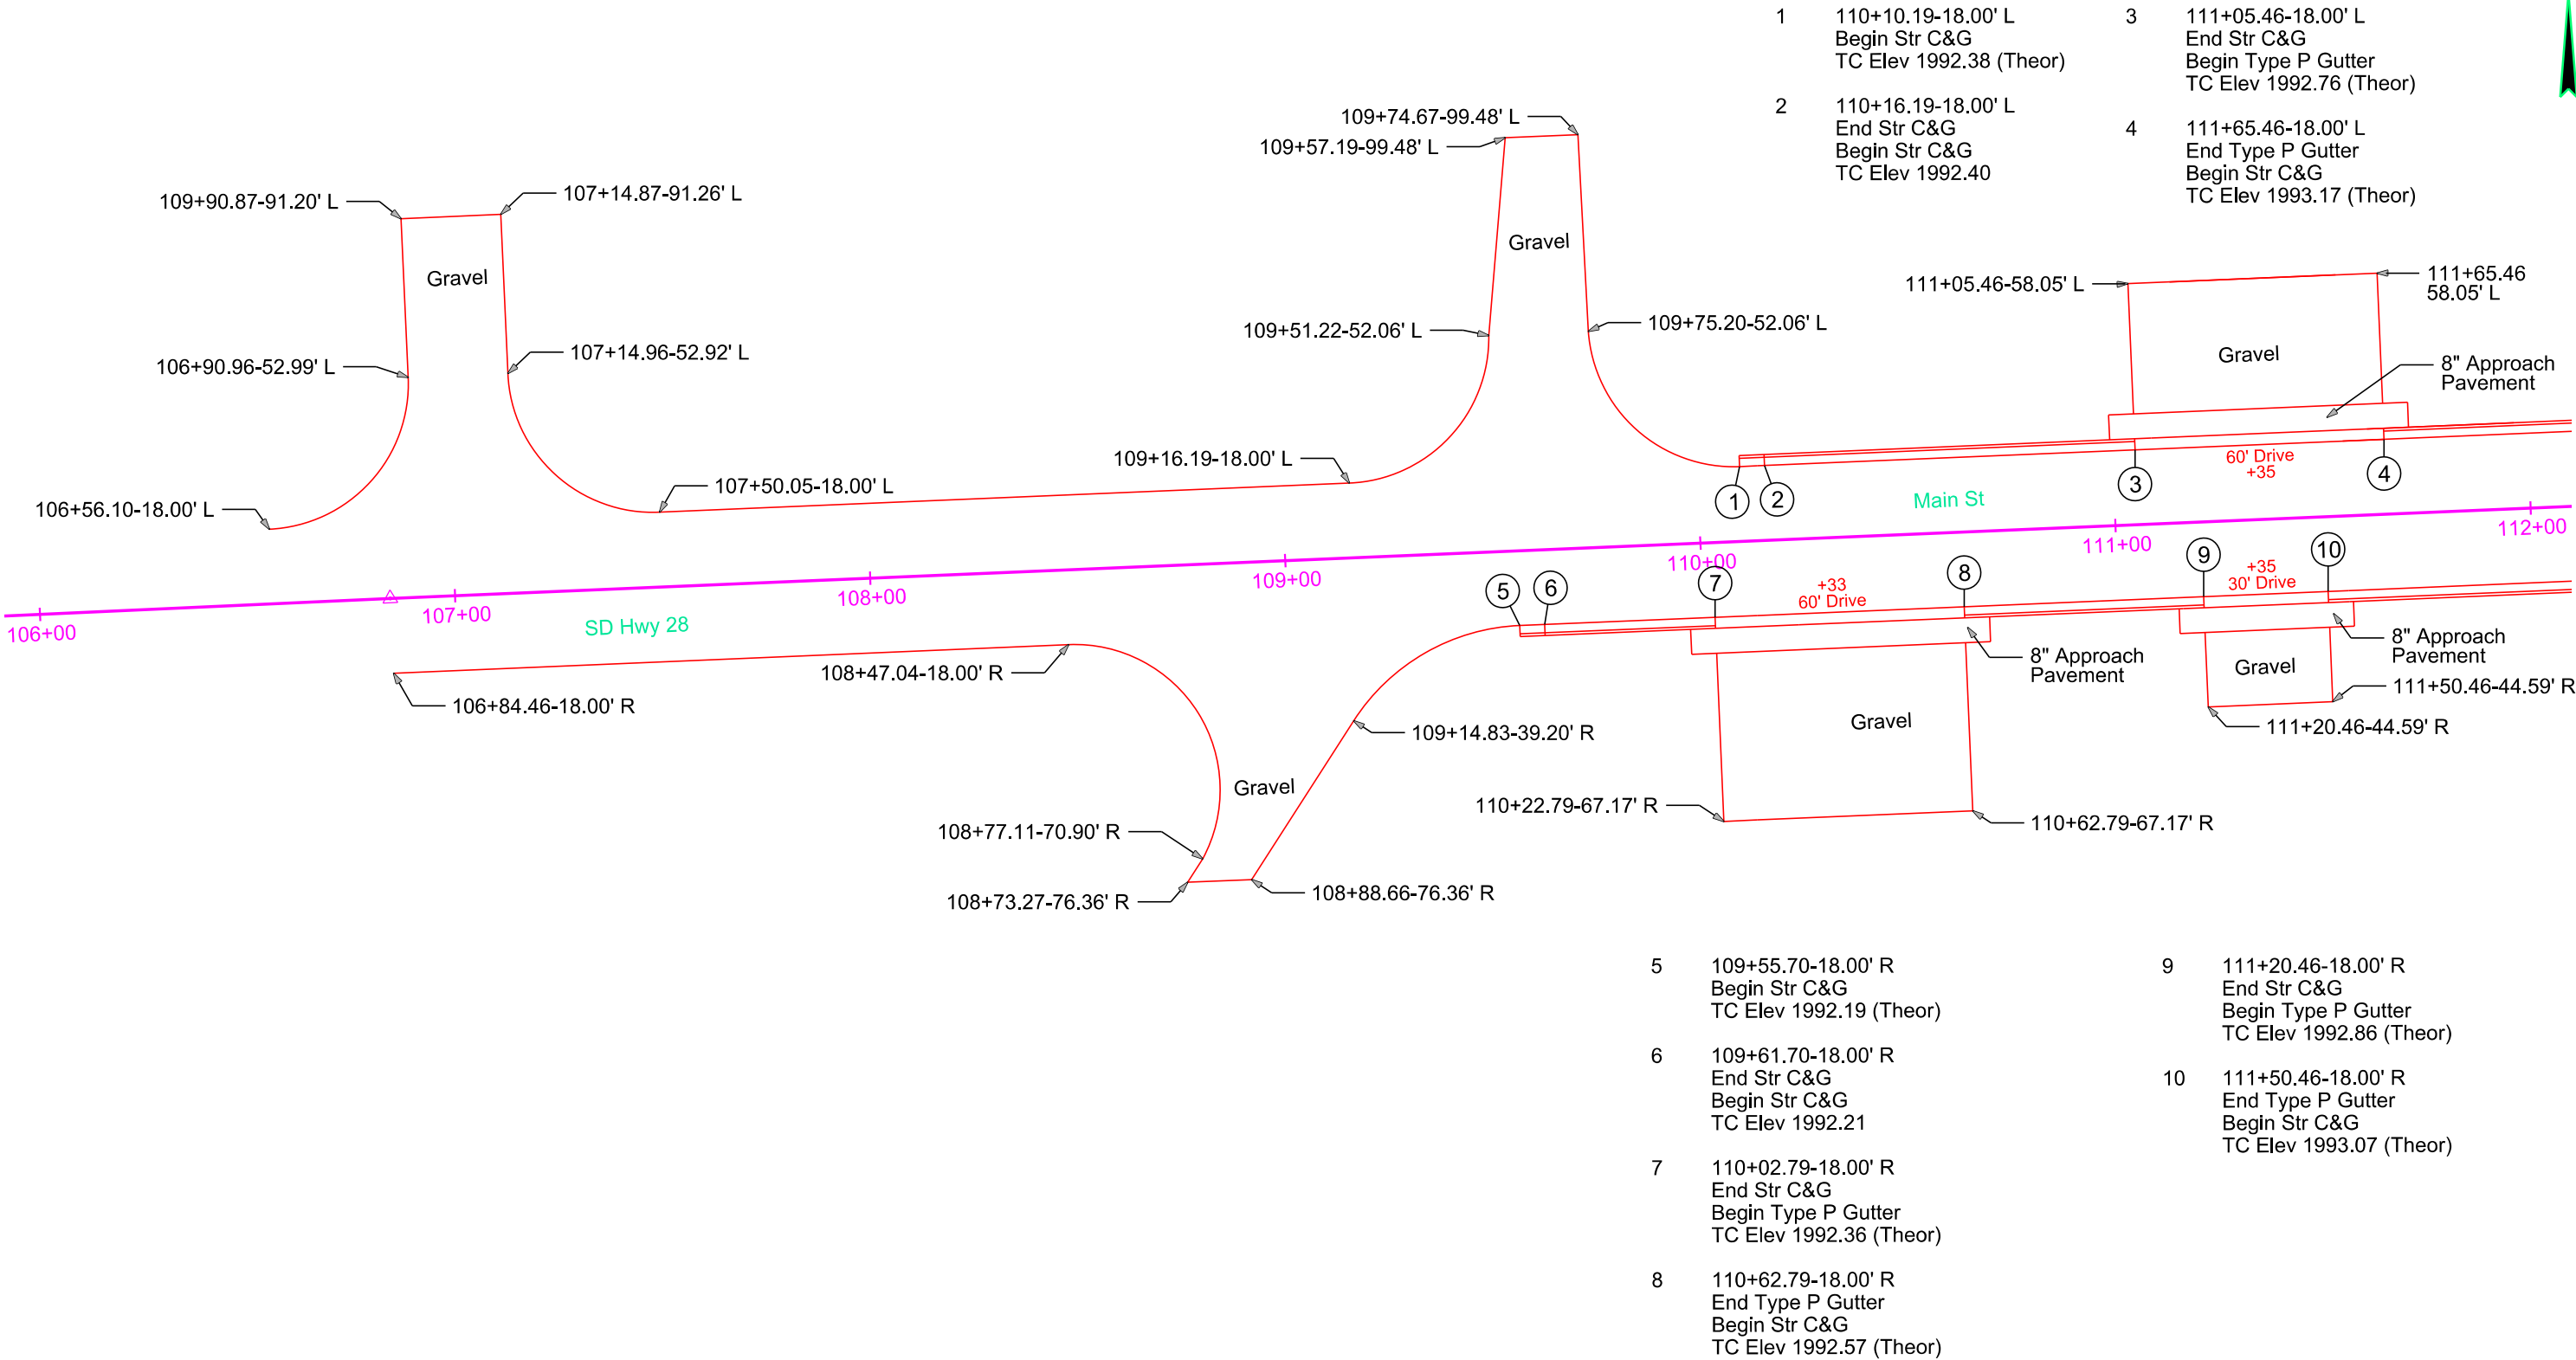 1 110+10.19-18.00' L
Begin Str C&G
TC Elev 1992.38 (Theor)
2 110+16.19-18.00' L
End Str C&G
Begin Str C&G
TC Elev 1992.40
3 111+05.46-18.00' L
End Str C&G
Begin Type P Gutter
TC Elev 1992.76 (Theor)
4 111+65.46-18.00' L
End Type P Gutter
Begin Str C&G
TC Elev 1993.17 (Theor)
109+74.67-99.48' L
109+57.19-99.48' L
109+90.87-91.20' L
107+14.87-91.26' L
Gravel
Gravel
111+05.46-58.05' L
111+65.46
58.05' L
106+90.96-52.99' L
107+14.96-52.92' L
109+51.22-52.06' L
109+75.20-52.06' L
Gravel
8" Approach
Pavement
106+56.10-18.00' L
107+50.05-18.00' L
109+16.19-18.00' L
1
2
3
4
60' Drive
+35
Main St
106+00
107+00
108+00
109+00
110+00
111+00
112+00
SD Hwy 28
5
6
7
8
9
10
+33
60' Drive
+35
30' Drive
106+84.46-18.00' R
108+47.04-18.00' R
109+14.83-39.20' R
8" Approach
Pavement
8" Approach
Pavement
Gravel
111+50.46-44.59' R
111+20.46-44.59' R
Gravel
Gravel
110+22.79-67.17' R
110+62.79-67.17' R
108+77.11-70.90' R
108+73.27-76.36' R
108+88.66-76.36' R
5 109+55.70-18.00' R
Begin Str C&G
TC Elev 1992.19 (Theor)
6 109+61.70-18.00' R
End Str C&G
Begin Str C&G
TC Elev 1992.21
7 110+02.79-18.00' R
End Str C&G
Begin Type P Gutter
TC Elev 1992.36 (Theor)
8 110+62.79-18.00' R
End Type P Gutter
Begin Str C&G
TC Elev 1992.57 (Theor)
9 111+20.46-18.00' R
End Str C&G
Begin Type P Gutter
TC Elev 1992.86 (Theor)
10 111+50.46-18.00' R
End Type P Gutter
Begin Str C&G
TC Elev 1993.07 (Theor)